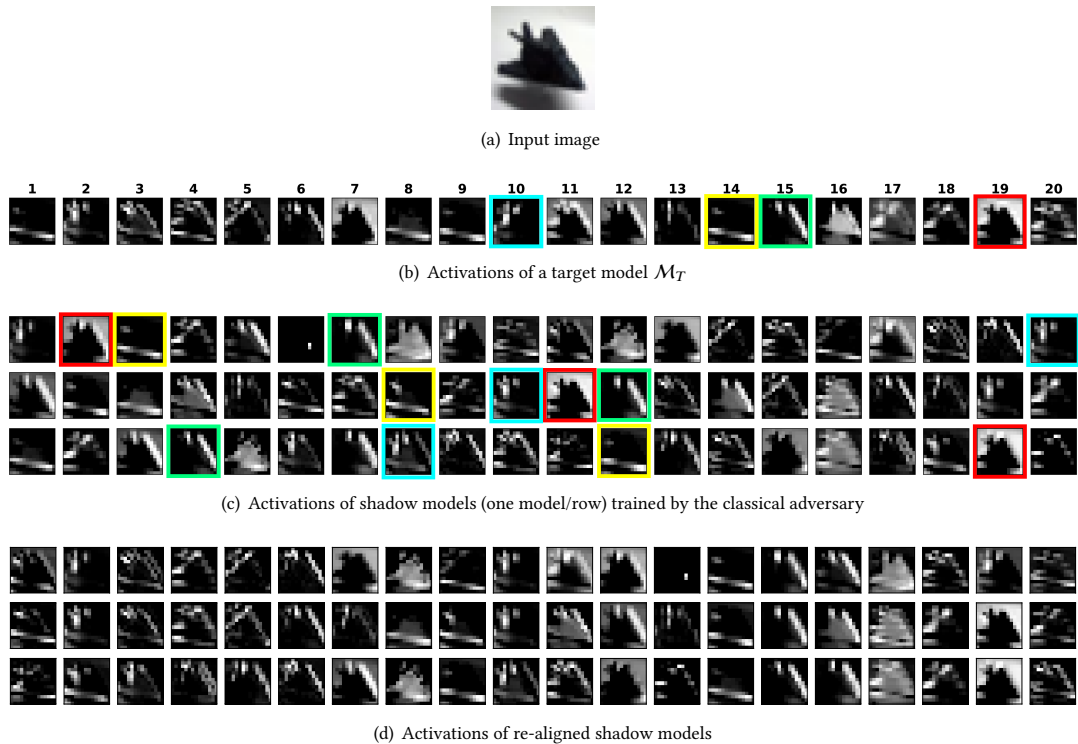 (a) Input image
1 2 3 4 5 6 7 8 9 10 11 12 13 14 15 16 17 18 19 20
(b) Activations of a target model $\mathcal{M}_T$
(c) Activations of shadow models (one model/row) trained by the classical adversary
(d) Activations of re-aligned shadow models